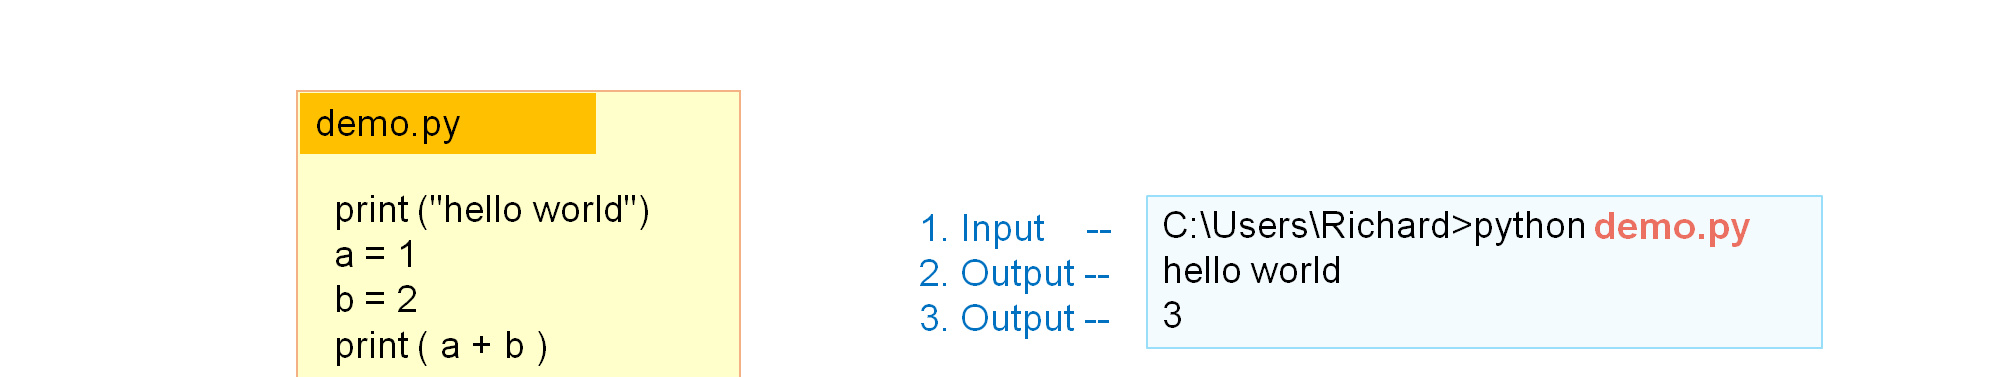 demo.py
print ("hello world")
a = 1
b = 2
print ( a + b )
1. Input -- C:\Users\Richard>python demo.py
2. Output -- hello world
3. Output -- 3